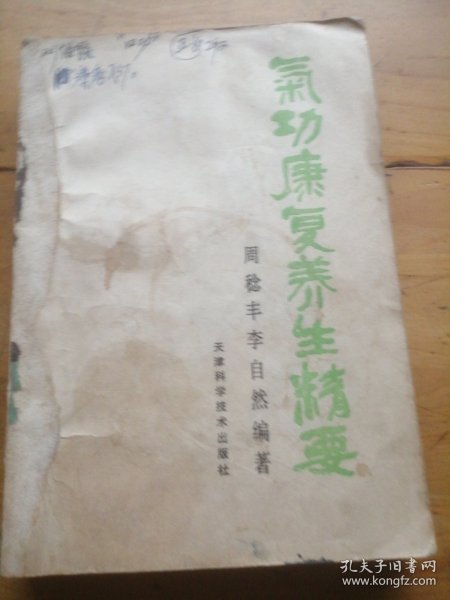 氣功康复养生精要
周稔丰李自然编著
天津科学技术出版社
孔夫子旧书网
www.kongfz.com